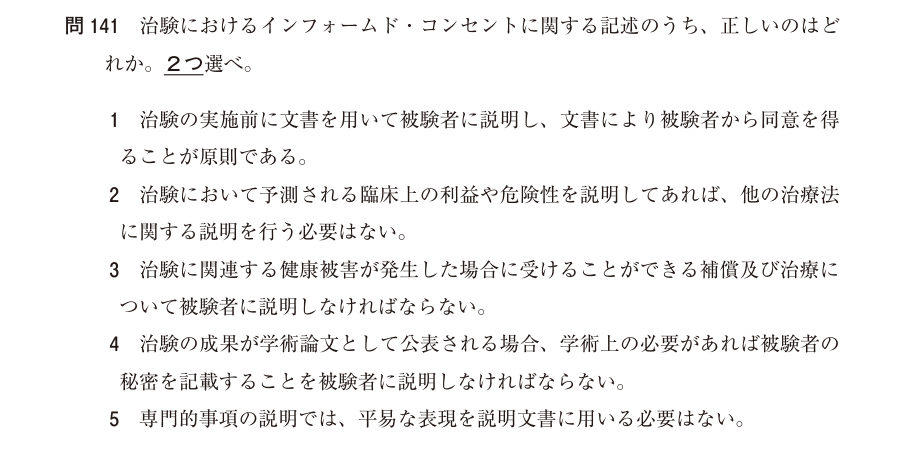 問 141　治験におけるインフォームド・コンセントに関する記述のうち、正しいのはど
れか。２つ選べ。
1　治験の実施前に文書を用いて被験者に説明し、文書により被験者から同意を得
ることが原則である。
2　治験において予測される臨床上の利益や危険性を説明してあれば、他の治療法
に関する説明を行う必要はない。
3　治験に関連する健康被害が発生した場合に受けることができる補償及び治療に
ついて被験者に説明しなければならない。
4　治験の成果が学術論文として公表される場合、学術上の必要があれば被験者の
秘密を記載することを被験者に説明しなければならない。
5　専門的事項の説明では、平易な表現を説明文書に用いる必要はない。